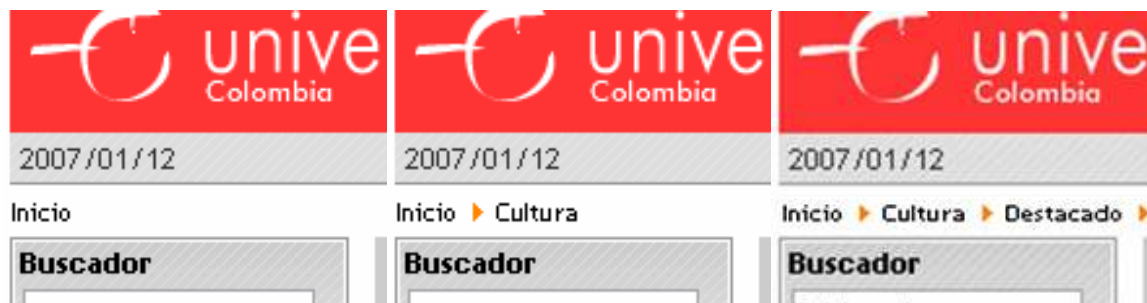 unive
Colombia
2007/01/12
Inicio
Buscador
unive
Colombia
2007/01/12
Inicio Cultura
Buscador
unive
Colombia
2007/01/12
Inicio Cultura Destacado
Buscador